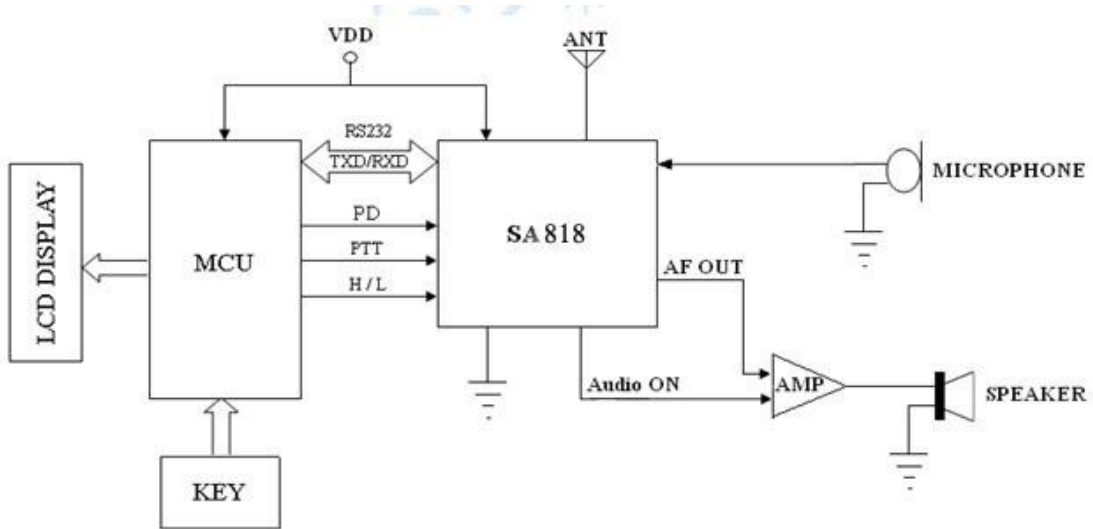 VDD
ANT
RS232
TXD/RXD
MICROPHONE
LCD DISPLAY
MCU
PD
PTT
H / L
SA818
AF OUT
Audio ON
AMP
SPEAKER
KEY